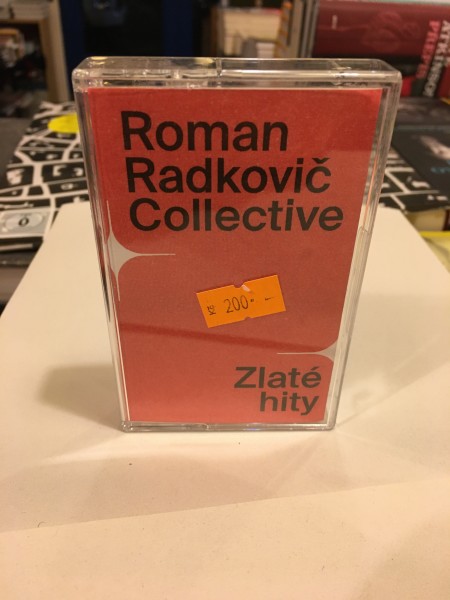 Roman
Radkovič
Collective
Kč 200.-
Zlaté
hity